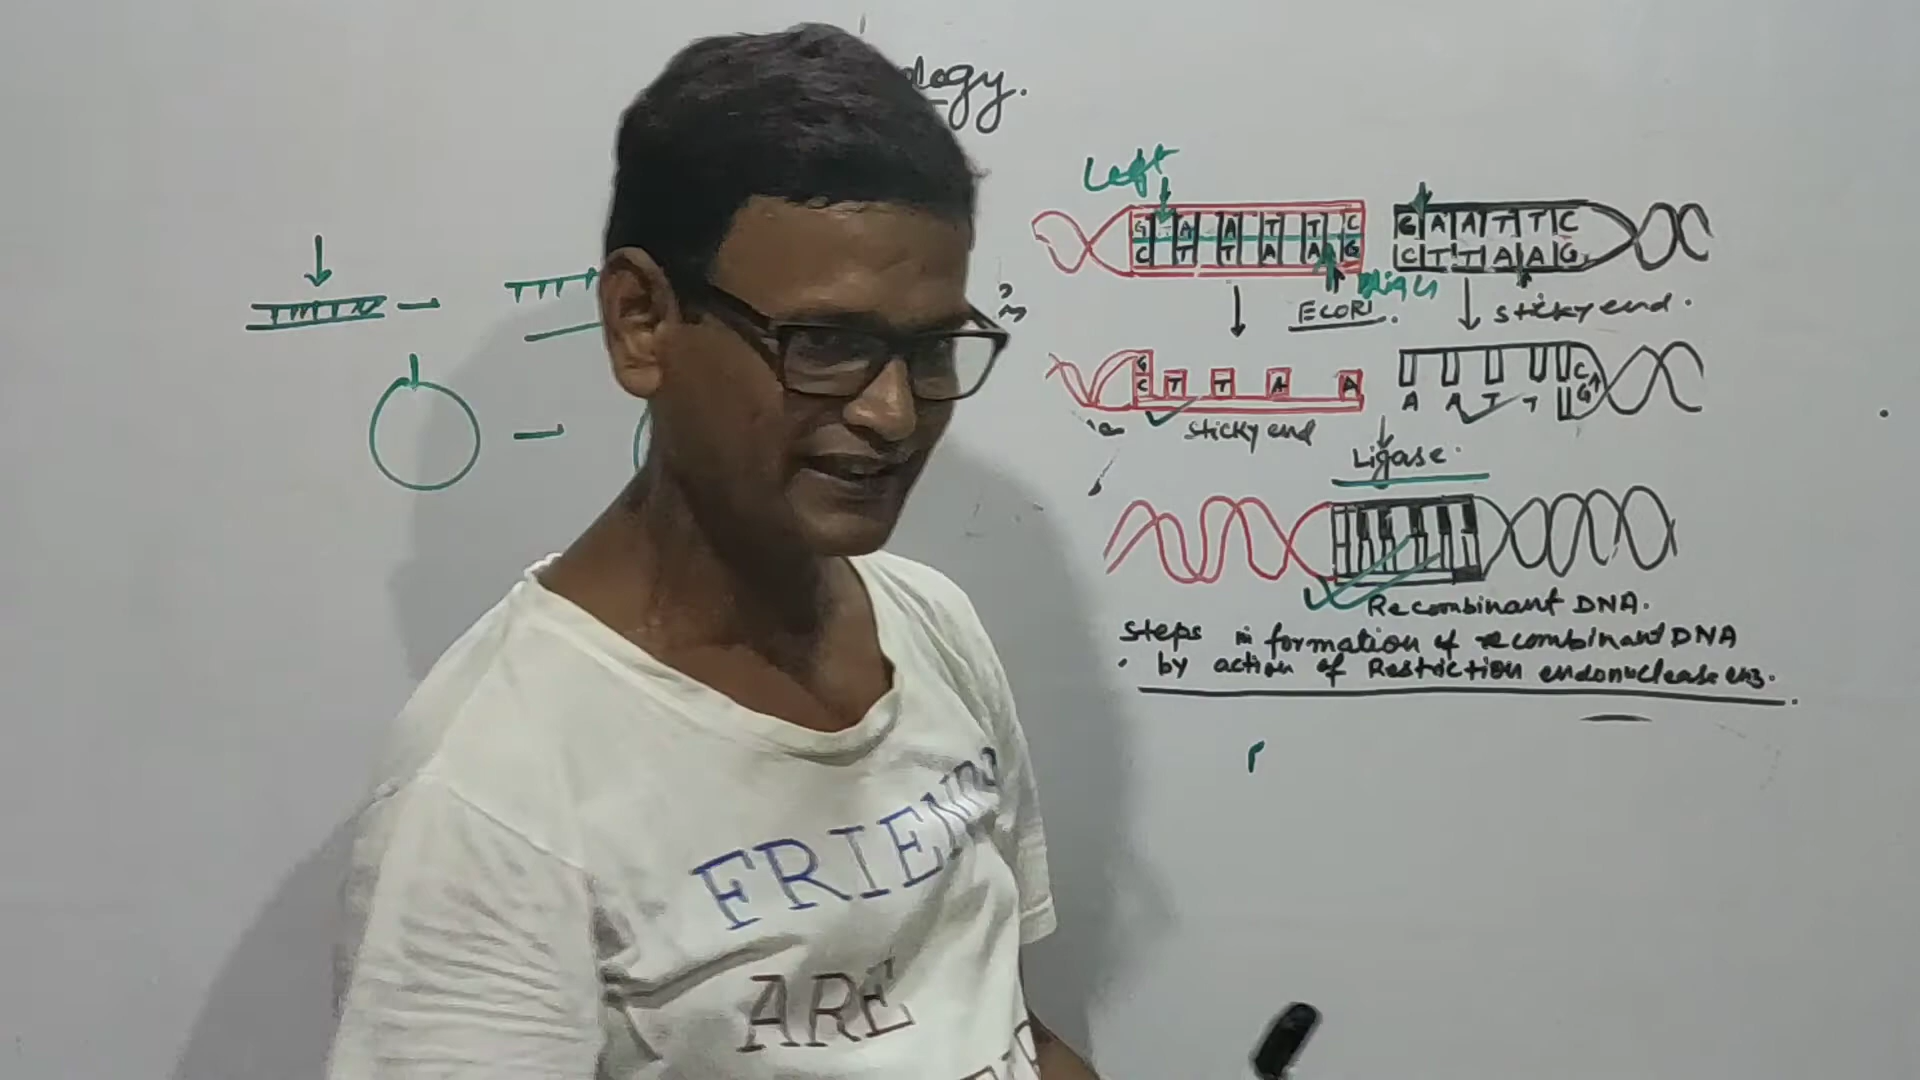 Left
G A A T T C
C T T A A G
G A A T T C
C T T A A G
ECORI.
Sticky end.
G
C T T A A
C
G
A A T T
Sticky end
Ligase.
Recombinant DNA.
Steps in formation of recombinant DNA
by action of Restriction endonuclease enz.
FRIENDS
ARE